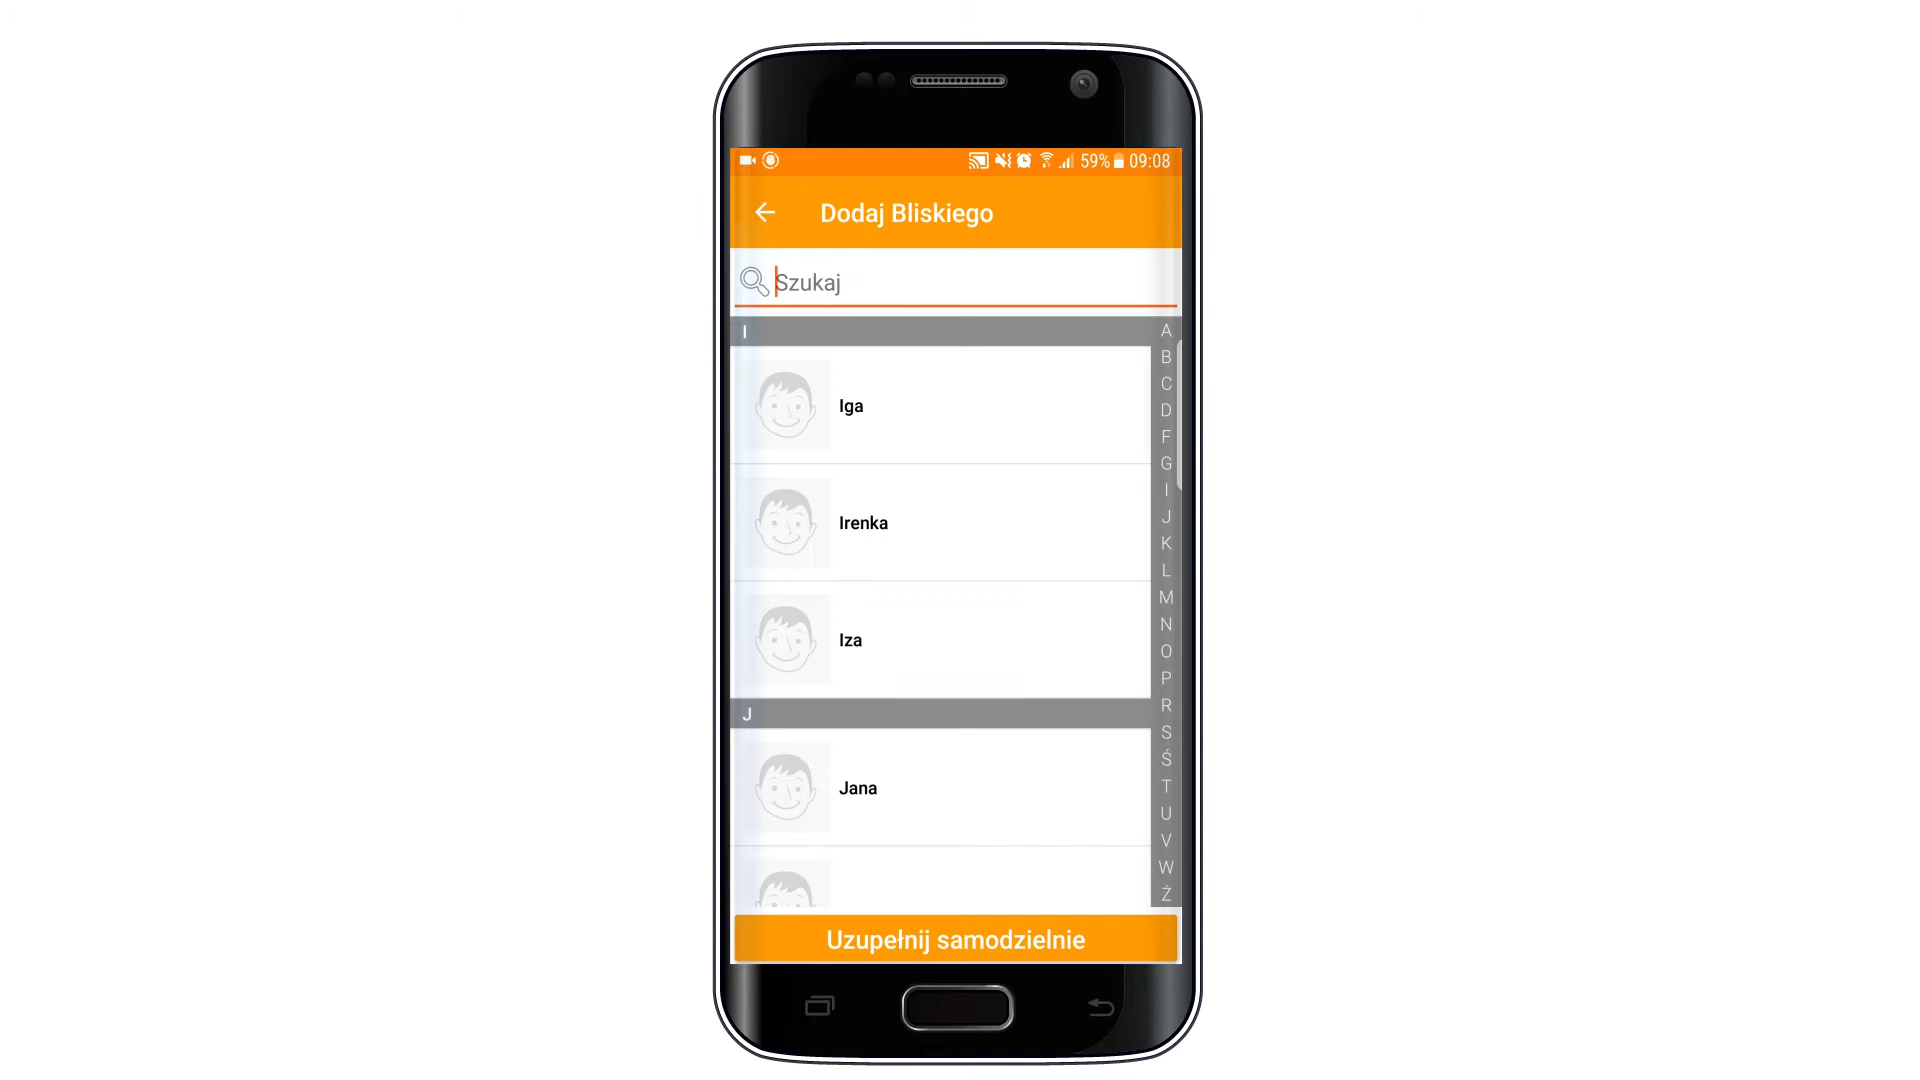 59% 09:08
Dodaj Bliskiego
Szukaj
I
Iga
Irenka
Iza
J
Jana
A
B
C
D
F
G
I
J
K
L
M
N
O
P
R
S
Ś
T
U
V
W
Ż
Uzupełnij samodzielnie